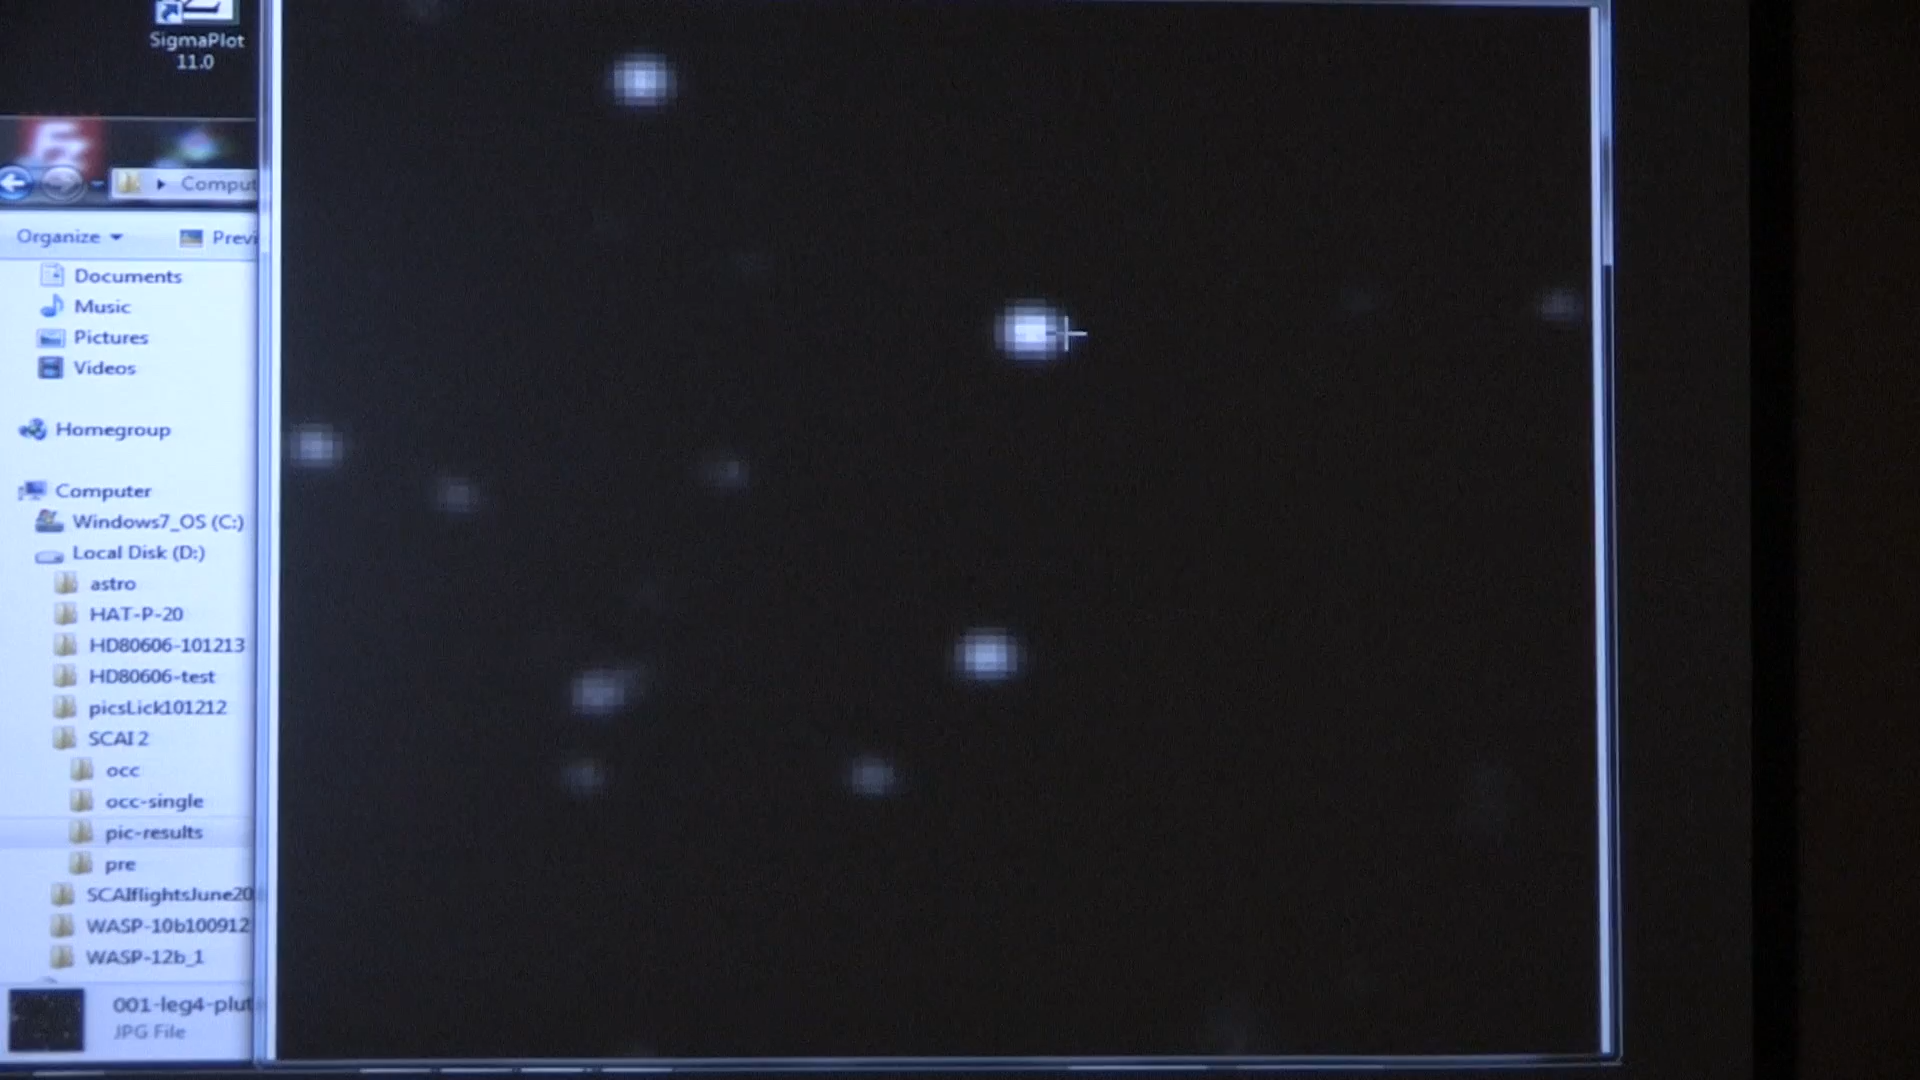 SigmaPlot
11.0
Organize
Documents
Music
Pictures
Videos
Homegroup
Computer
Windows7_OS (C:)
Local Disk (D:)
astro
HAT-P-20
HD80606-101213
HD80606-test
picsLick101212
SCAI 2
occ
occ-single
pic-results
pre
SCAIflightsJune20
WASP-10b100912
WASP-12b_1
001-leg4-plut
JPG File